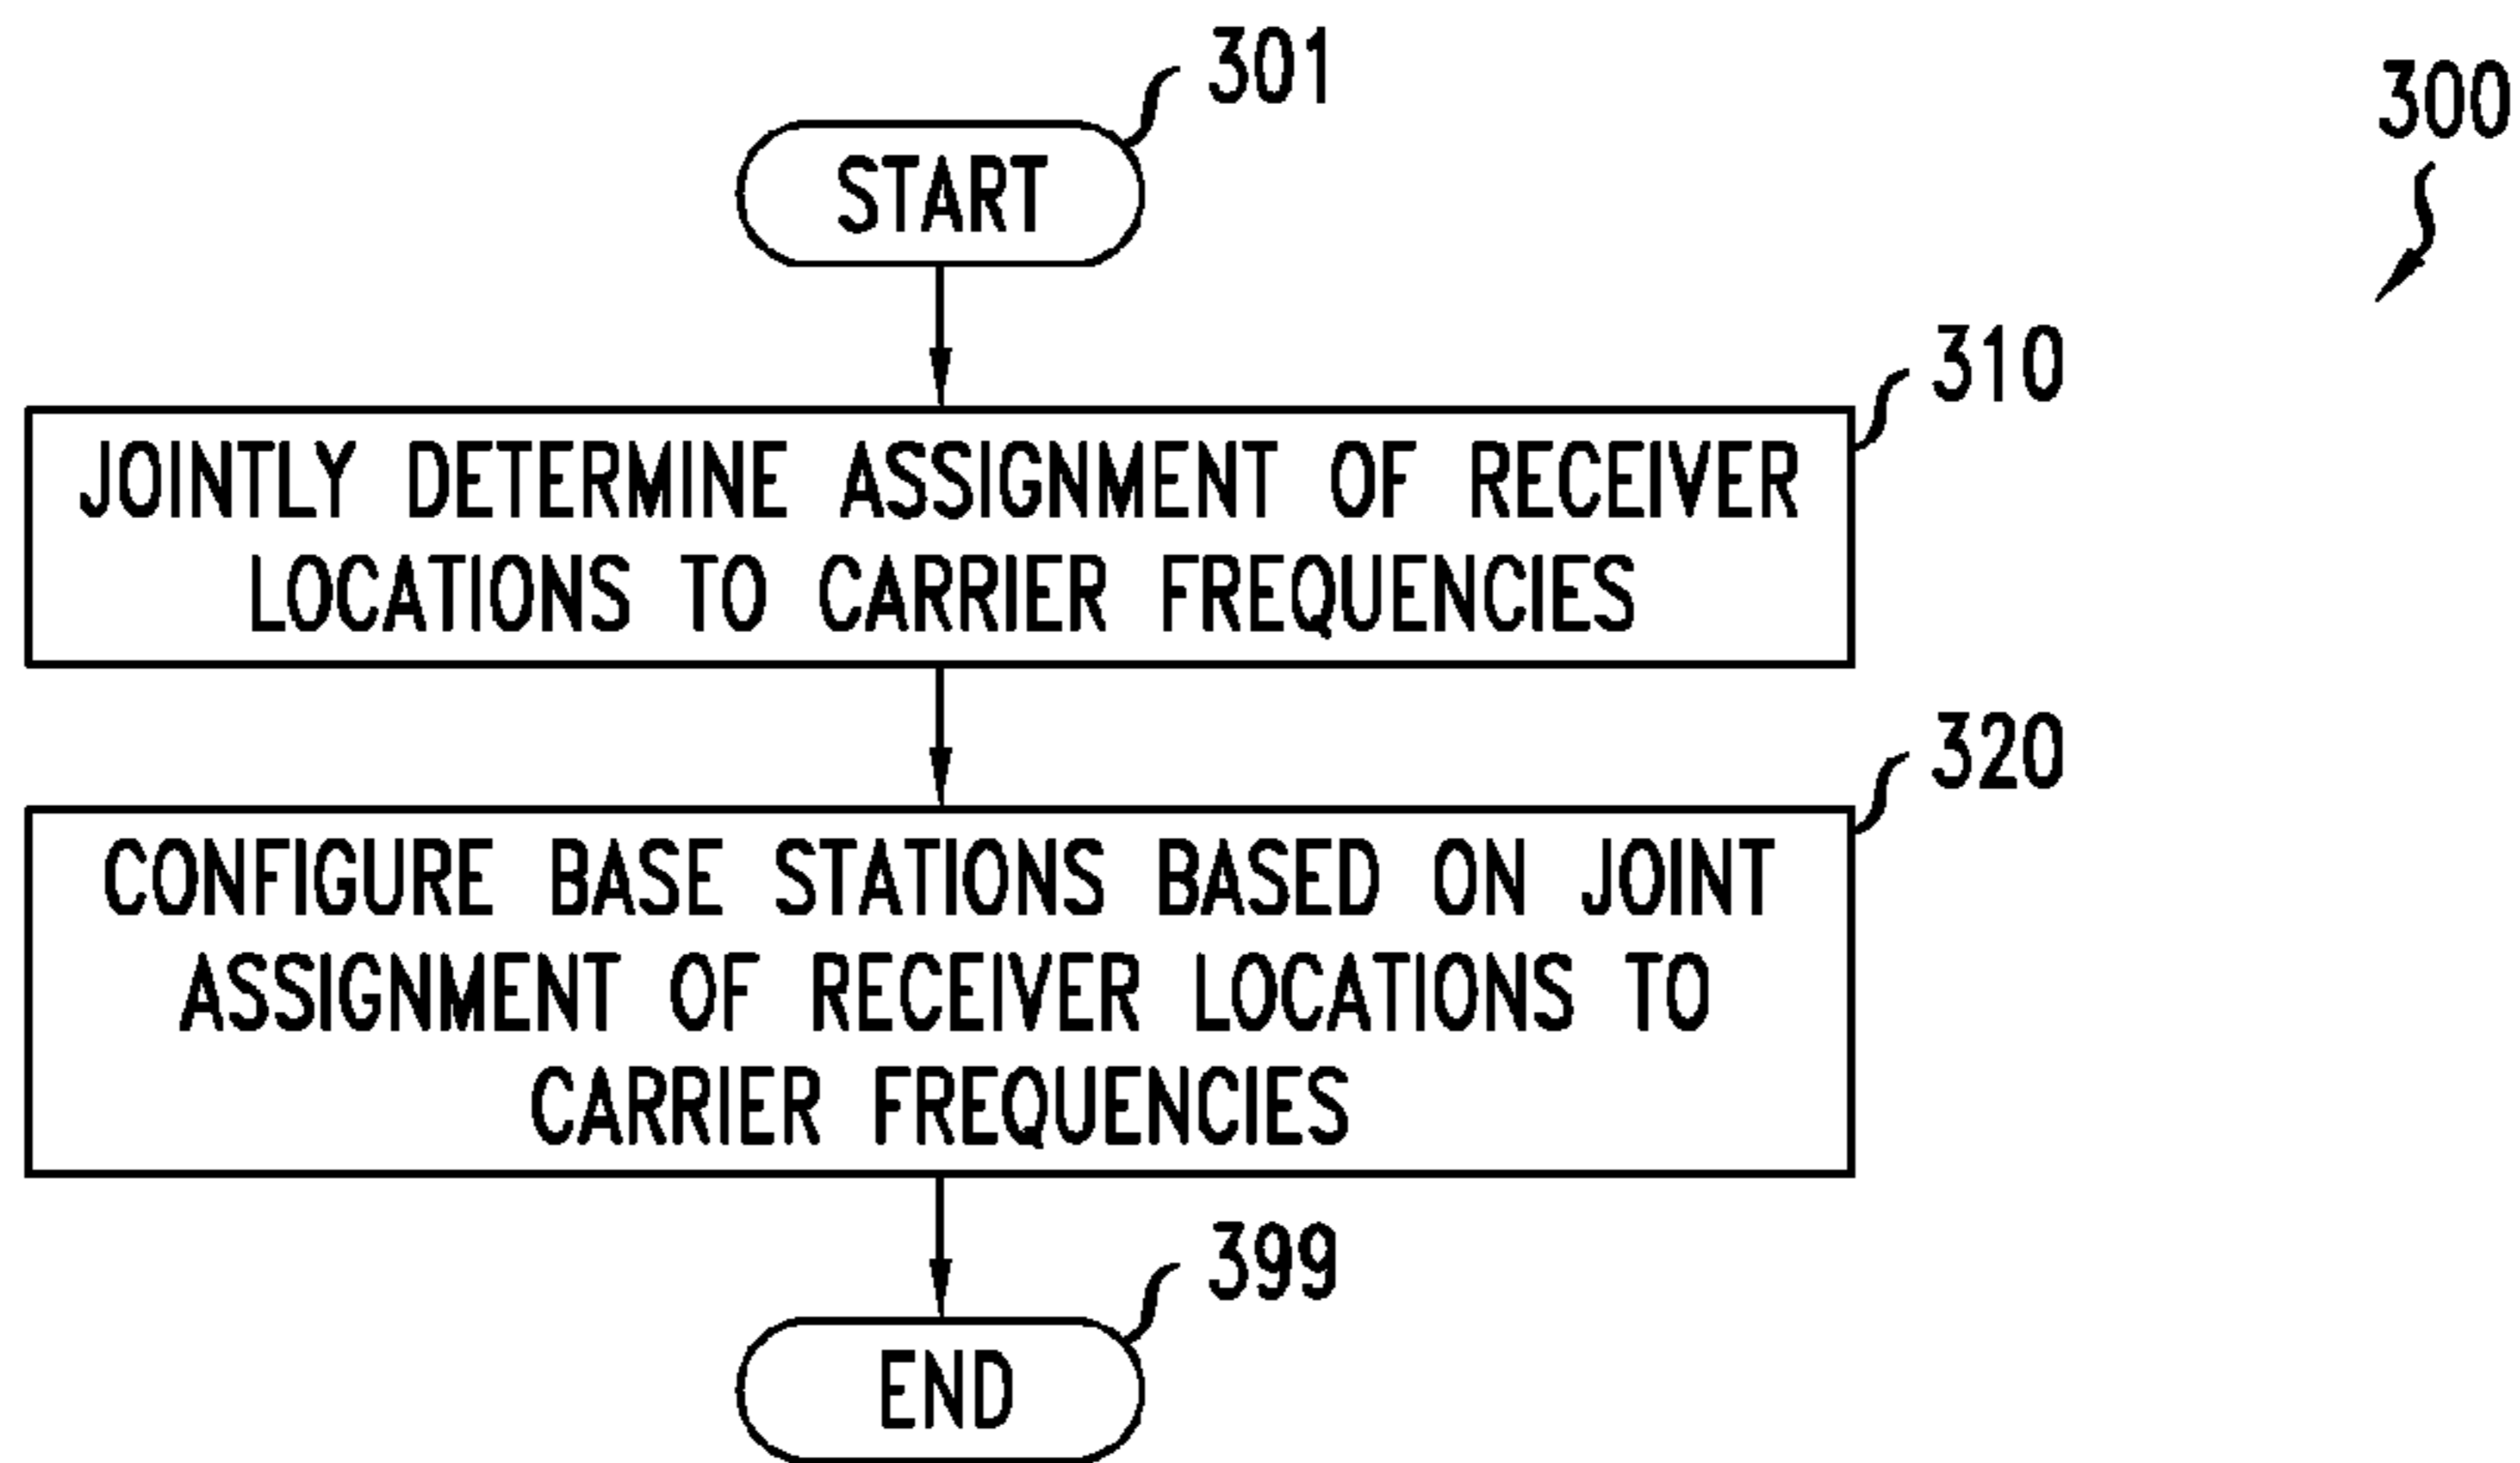 301
300
START
310
JOINTLY DETERMINE ASSIGNMENT OF RECEIVER
LOCATIONS TO CARRIER FREQUENCIES
320
CONFIGURE BASE STATIONS BASED ON JOINT
ASSIGNMENT OF RECEIVER LOCATIONS TO
CARRIER FREQUENCIES
399
END